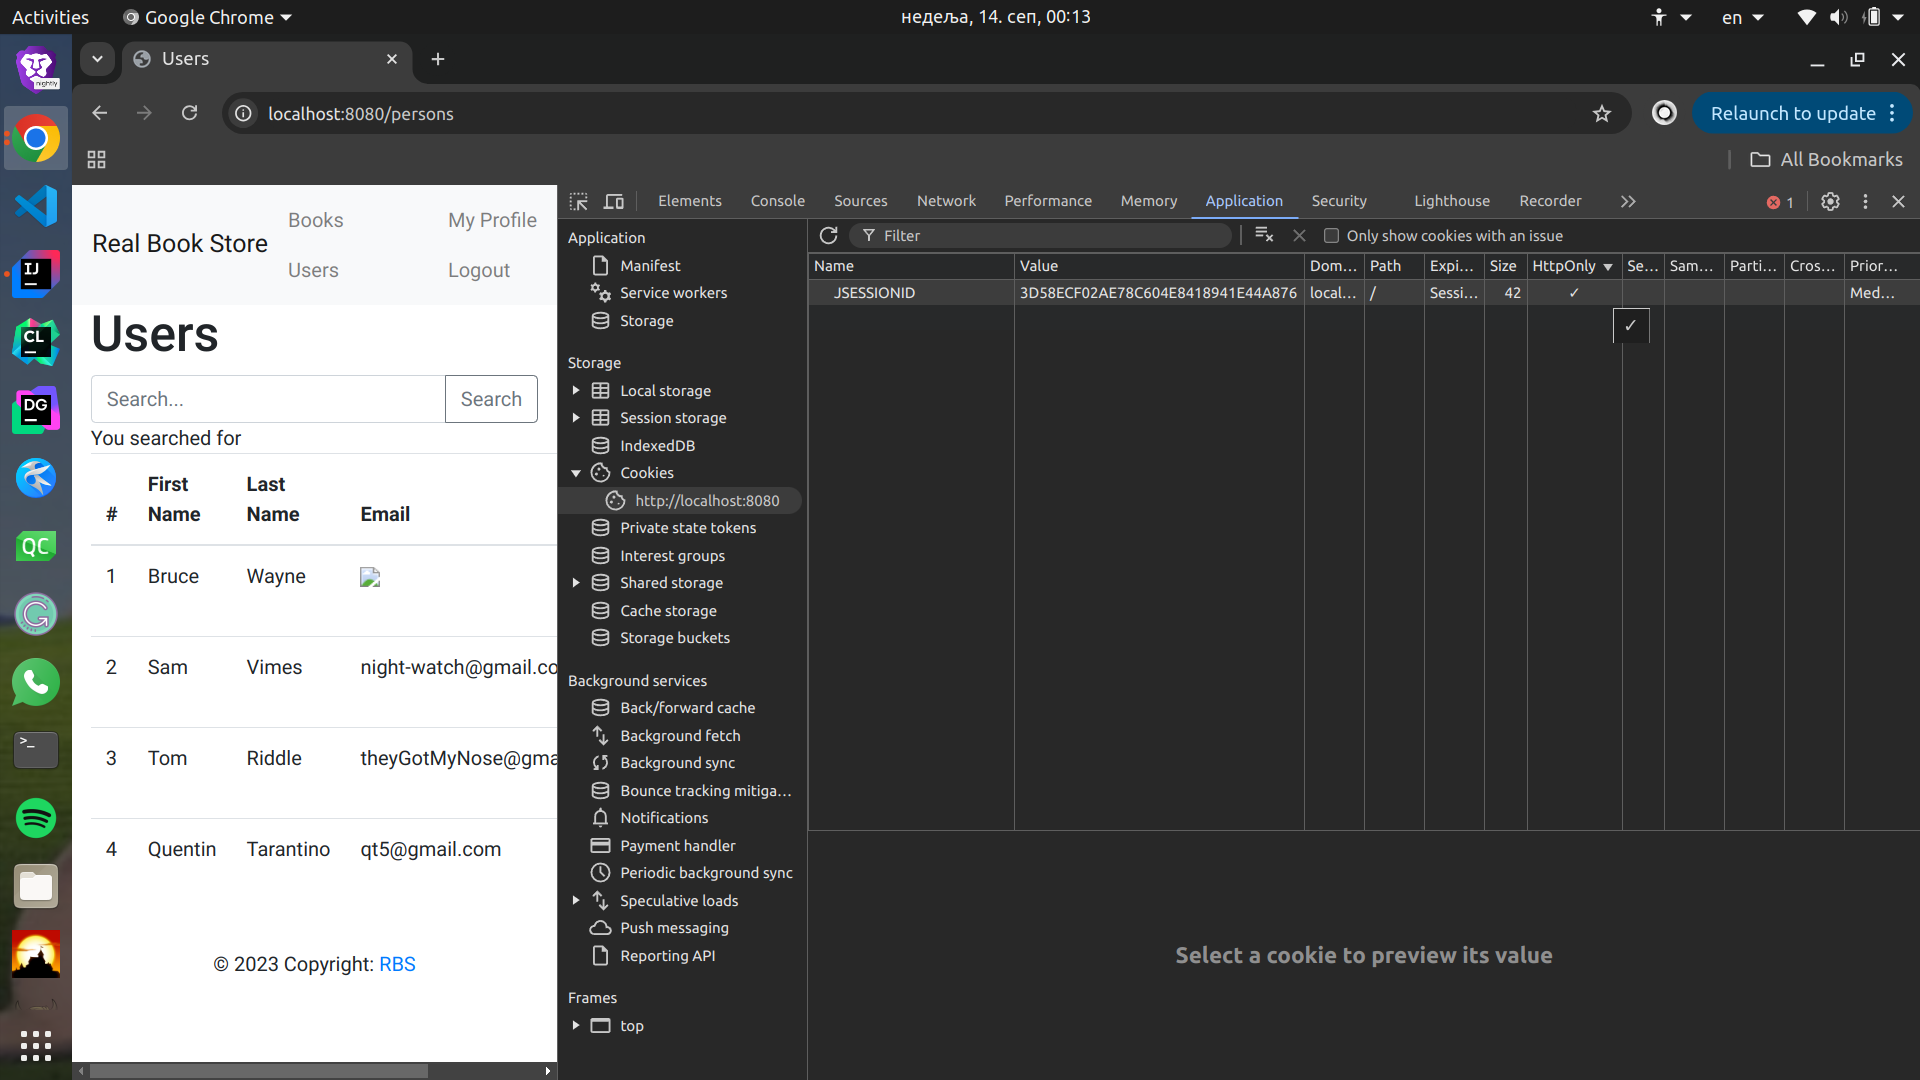 Activities Google Chrome недеља, 14. сеп, 00:13 en
nightly
Users
localhost:8080/persons
Relaunch to update
All Bookmarks
IJ
CL
DG
QC
Real Book Store
Books
My Profile
Users
Logout
Users
Search...
Search
You searched for
# First Name Last Name Email
1 Bruce Wayne
2 Sam Vimes night-watch@gmail.co
3 Tom Riddle theyGotMyNose@gma
4 Quentin Tarantino qt5@gmail.com
© 2023 Copyright: RBS
Elements Console Sources Network Performance Memory Application Security Lighthouse Recorder 1
Application
Manifest
Service workers
Storage
Storage
Local storage
Session storage
IndexedDB
Cookies
http://localhost:8080
Private state tokens
Interest groups
Shared storage
Cache storage
Storage buckets
Background services
Back/forward cache
Background fetch
Background sync
Bounce tracking mitiga...
Notifications
Payment handler
Periodic background sync
Speculative loads
Push messaging
Reporting API
Frames
top
Filter
Only show cookies with an issue
Name Value Dom... Path Expi... Size HttpOnly Se... Sam... Parti... Cros... Prior...
JSESSIONID 3D58ECF02AE78C604E8418941E44A876 local... / Sessi... 42 ✓ Med...
✓
Select a cookie to preview its value